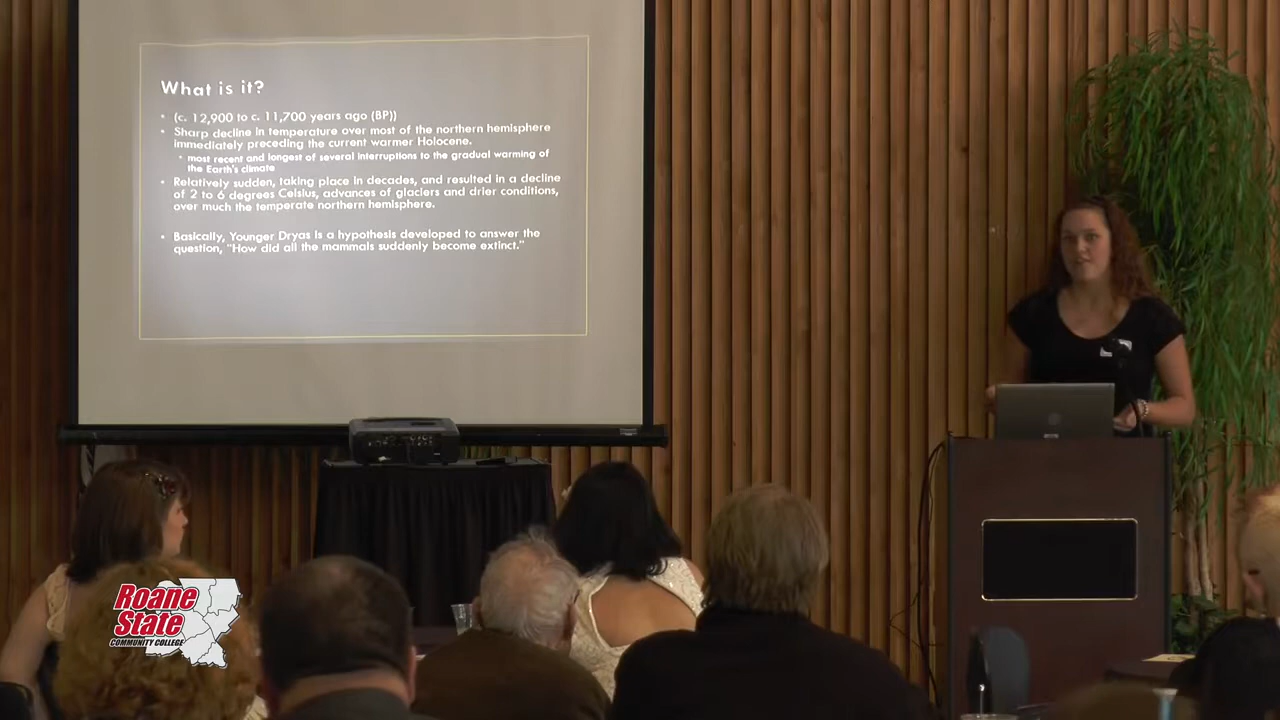 What is it?
• (c. 12,900 to c. 11,700 years ago (BP))
• Sharp decline in temperature over most of the northern hemisphere
immediately preceding the current warmer Holocene.
• most recent and longest of several interruptions to the gradual warming of
the Earth's climate
• Relatively sudden, taking place in decades, and resulted in a decline
of 2 to 6 degrees Celsius, advances of glaciers and drier conditions,
over much the temperate northern hemisphere.
• Basically, Younger Dryas is a hypothesis developed to answer the
question, "How did all the mammals suddenly become extinct."
Roane
State
COMMUNITY COLLEGE